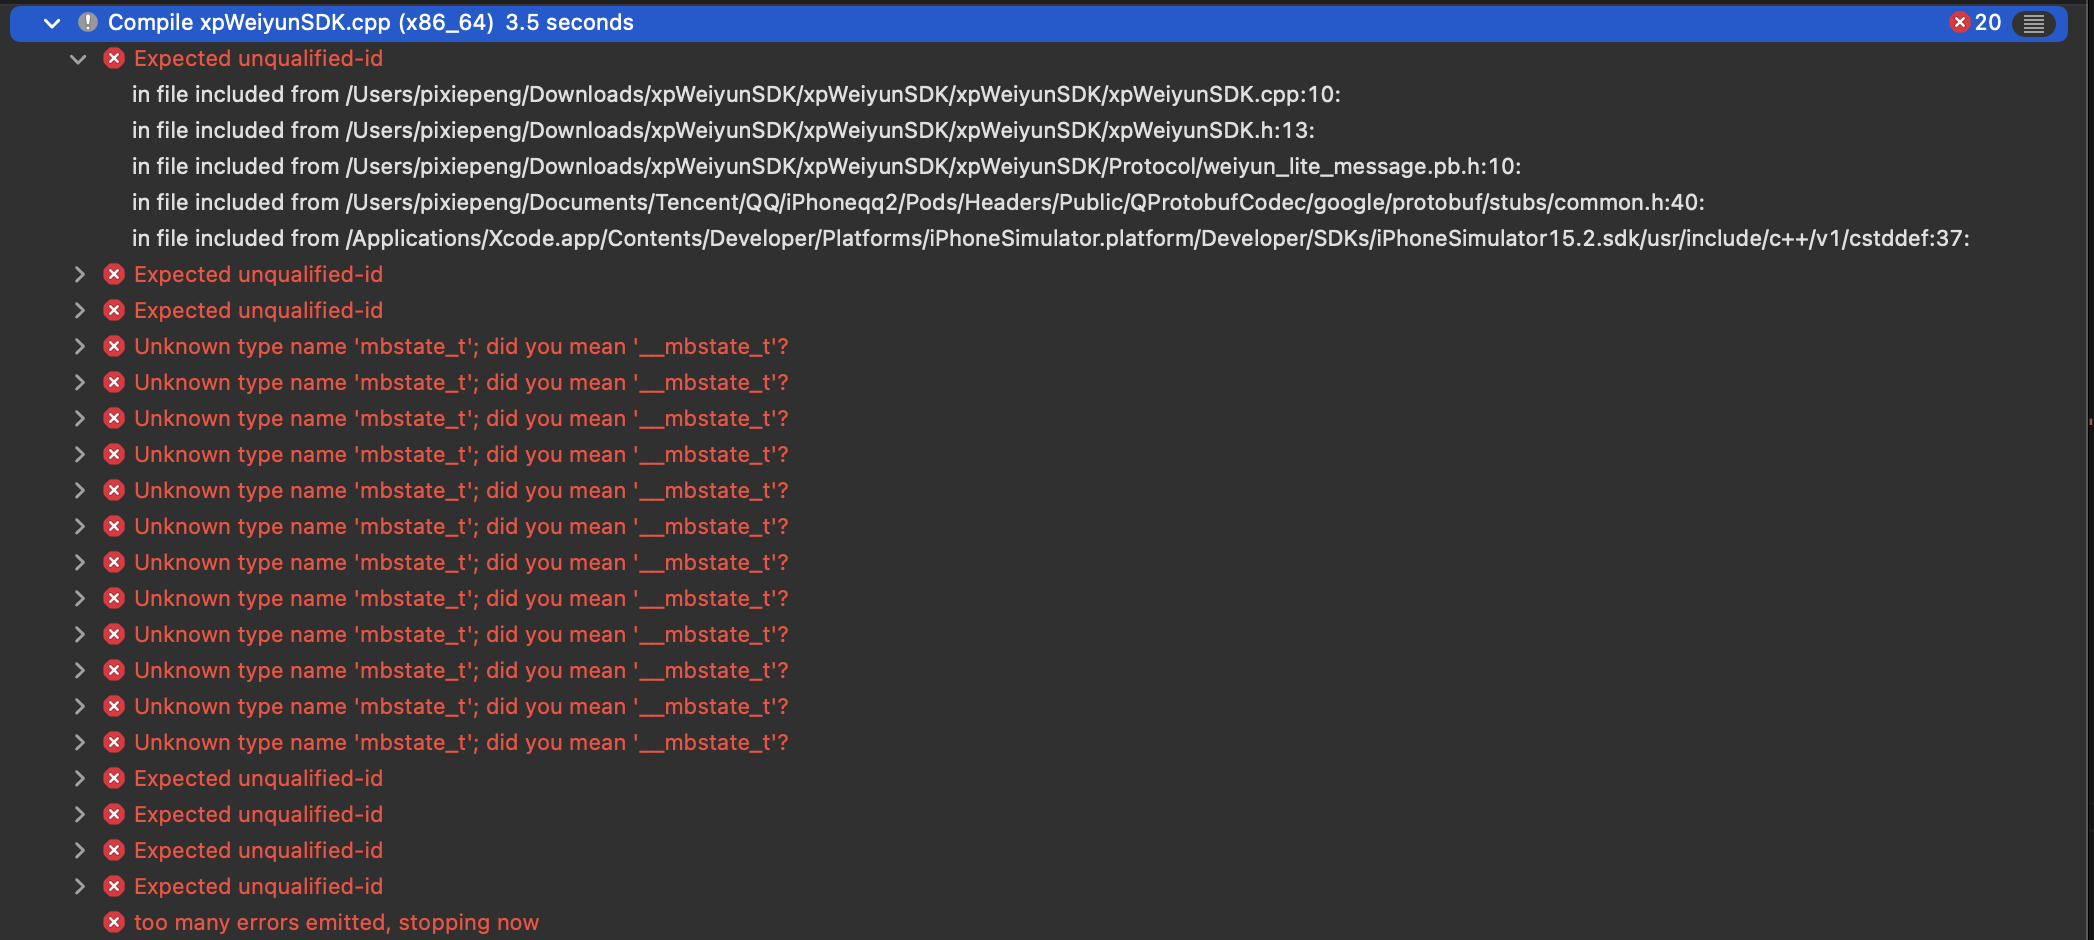 Compile xpWeiyunSDK.cpp (x86_64) 3.5 seconds 20
Expected unqualified-id
in file included from /Users/pixiepeng/Downloads/xpWeiyunSDK/xpWeiyunSDK/xpWeiyunSDK/xpWeiyunSDK.cpp:10:
in file included from /Users/pixiepeng/Downloads/xpWeiyunSDK/xpWeiyunSDK/xpWeiyunSDK/xpWeiyunSDK.h:13:
in file included from /Users/pixiepeng/Downloads/xpWeiyunSDK/xpWeiyunSDK/xpWeiyunSDK/Protocol/weiyun_lite_message.pb.h:10:
in file included from /Users/pixiepeng/Documents/Tencent/QQ/iPhoneqq2/Pods/Headers/Public/QProtobufCodec/google/protobuf/stubs/common.h:40:
in file included from /Applications/Xcode.app/Contents/Developer/Platforms/iPhoneSimulator.platform/Developer/SDKs/iPhoneSimulator15.2.sdk/usr/include/c++/v1/cstddef:37:
Expected unqualified-id
Expected unqualified-id
Unknown type name 'mbstate_t'; did you mean '__mbstate_t'?
Unknown type name 'mbstate_t'; did you mean '__mbstate_t'?
Unknown type name 'mbstate_t'; did you mean '__mbstate_t'?
Unknown type name 'mbstate_t'; did you mean '__mbstate_t'?
Unknown type name 'mbstate_t'; did you mean '__mbstate_t'?
Unknown type name 'mbstate_t'; did you mean '__mbstate_t'?
Unknown type name 'mbstate_t'; did you mean '__mbstate_t'?
Unknown type name 'mbstate_t'; did you mean '__mbstate_t'?
Unknown type name 'mbstate_t'; did you mean '__mbstate_t'?
Unknown type name 'mbstate_t'; did you mean '__mbstate_t'?
Unknown type name 'mbstate_t'; did you mean '__mbstate_t'?
Unknown type name 'mbstate_t'; did you mean '__mbstate_t'?
Expected unqualified-id
Expected unqualified-id
Expected unqualified-id
Expected unqualified-id
too many errors emitted, stopping now